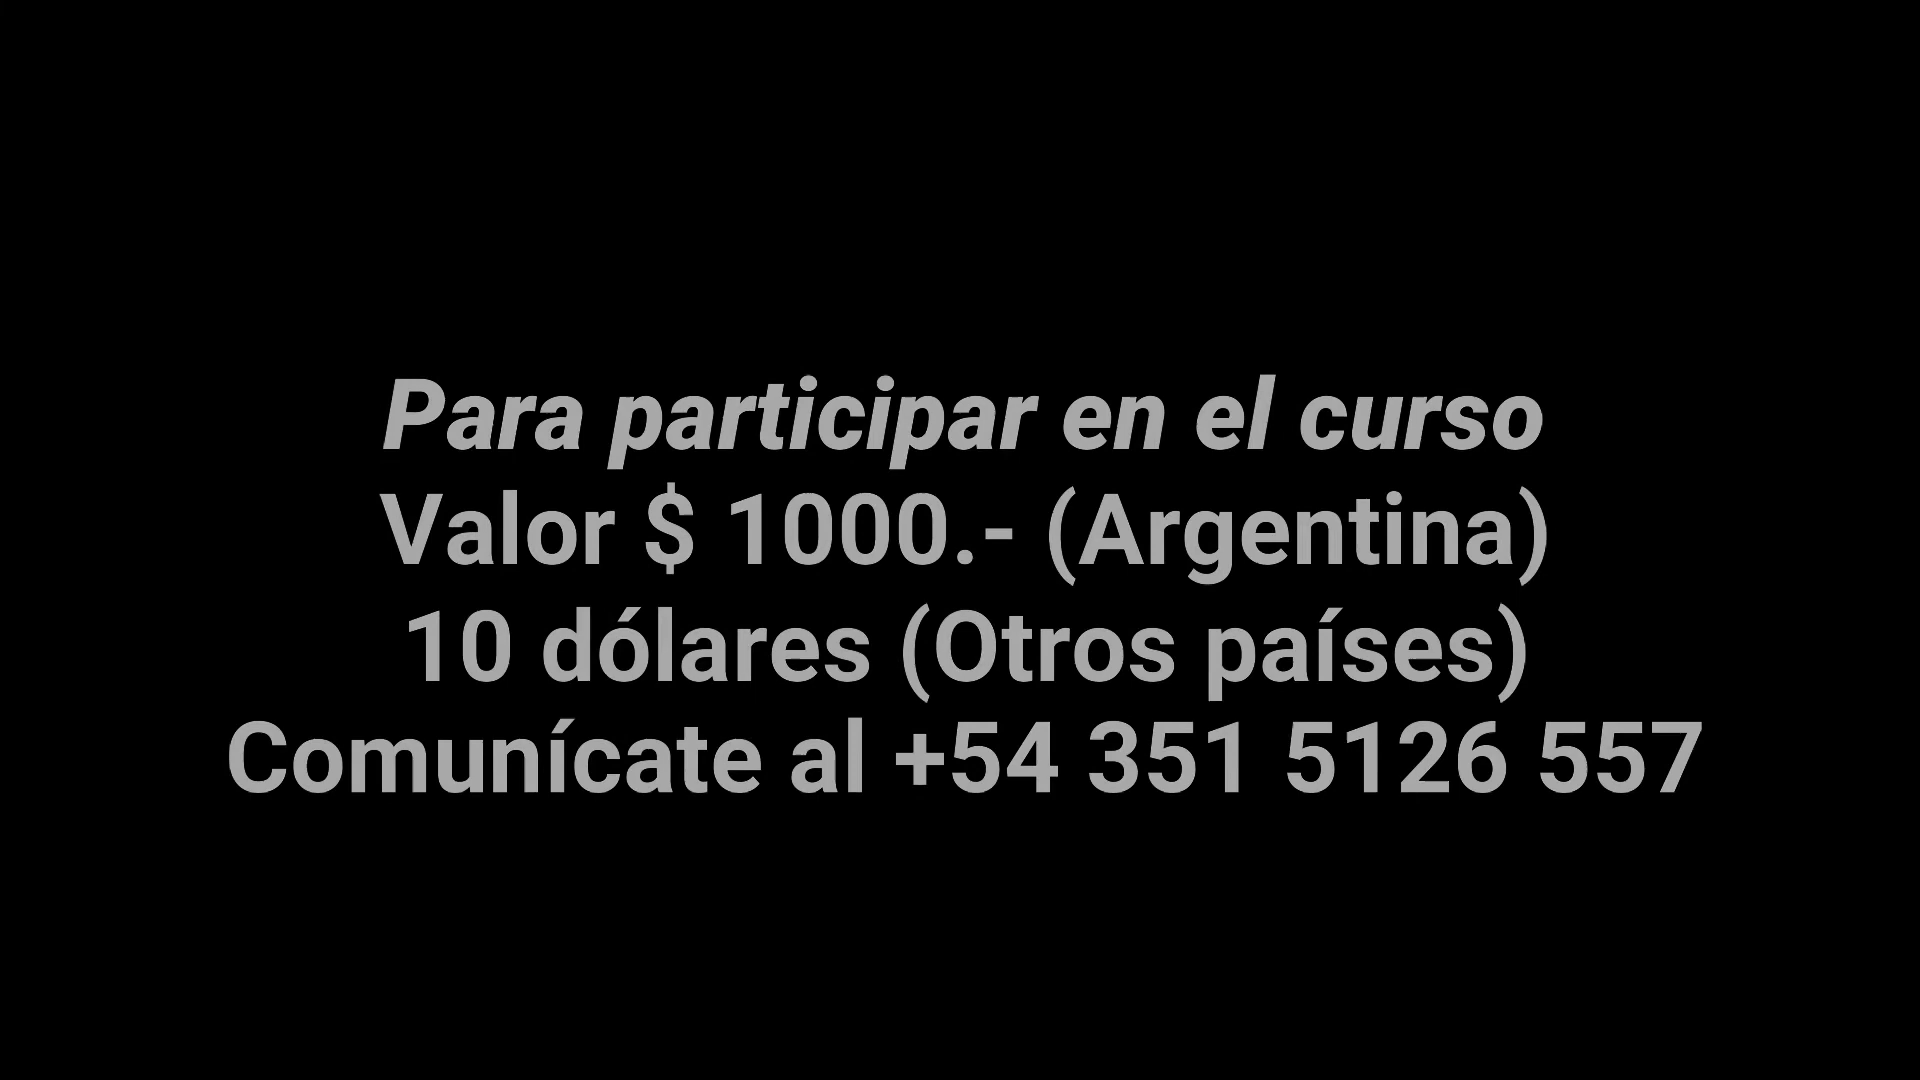 Para participar en el curso
Valor $ 1000.- (Argentina)
10 dólares (Otros países)
Comunícate al +54 351 5126 557